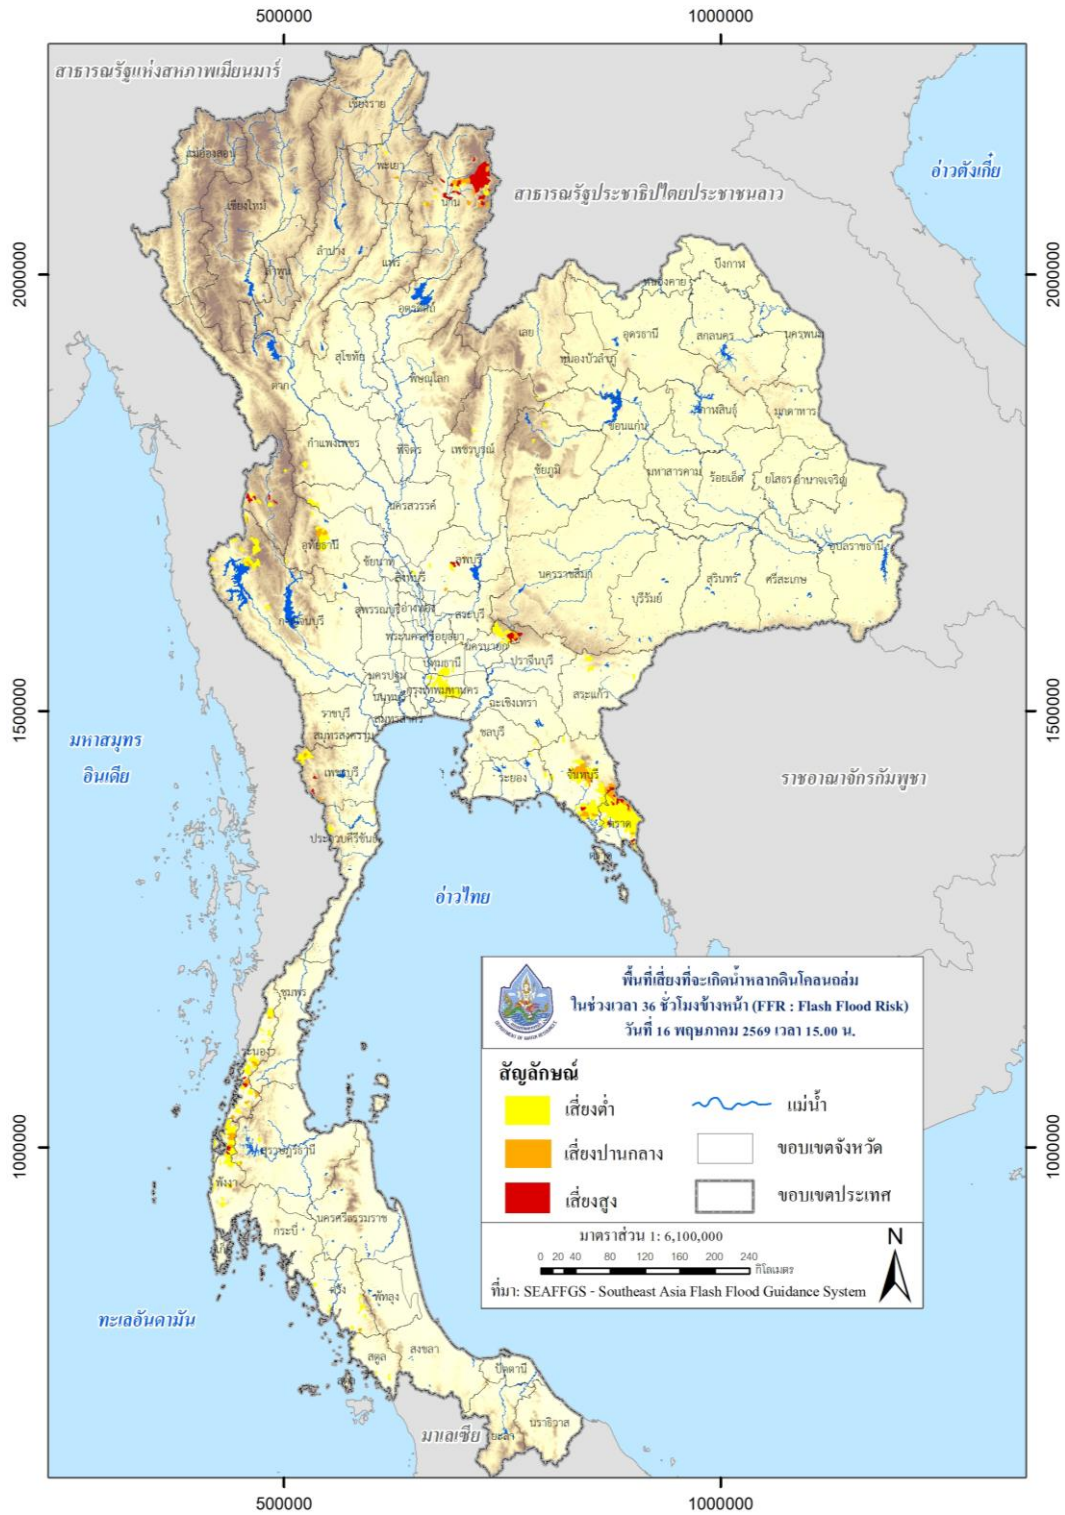 500000
1000000
สาธารณรัฐแห่งสหภาพเมียนมาร์
เชียงราย
อ่าวตังเกี๋ย
แม่ฮ่องสอน
พะเยา
สาธารณรัฐประชาธิปไตยประชาชนลาว
น่าน
เชียงใหม่
ลำปาง
แพร่
ลำพูน
บึงกาฬ
2000000
2000000
หนองคาย
อุตรดิตถ์
เลย
อุดรธานี
สกลนคร
นครพนม
สุโขทัย
หนองบัวลำภู
พิษณุโลก
ตาก
กาฬสินธุ์
มุกดาหาร
ขอนแก่น
กำแพงเพชร
พิจิตร
เพชรบูรณ์
ชัยภูมิ
มหาสารคาม
ร้อยเอ็ด
ยโสธร
อำนาจเจริญ
นครสวรรค์
อุทัยธานี
อุบลราชธานี
ชัยนาท
ลพบุรี
สิงห์บุรี
นครราชสีมา
สุรินทร์
ศรีสะเกษ
บุรีรัมย์
สุพรรณบุรี
อ่างทอง
สระบุรี
กาญจนบุรี
พระนครศรีอยุธยา
นครนายก
ปราจีนบุรี
ปทุมธานี
นครปฐม
กรุงเทพมหานคร
สระแก้ว
นนทบุรี
ฉะเชิงเทรา
1500000
1500000
ราชบุรี
สมุทรสาคร
สมุทรสงคราม
ชลบุรี
มหาสมุทร
อินเดีย
เพชรบุรี
ระยอง
จันทบุรี
ราชอาณาจักรกัมพูชา
ตราด
ประจวบคีรีขันธ์
ตราด
อ่าวไทย
พื้นที่เสี่ยงที่จะเกิดน้ำหลากดินโคลนถล่ม
ในช่วงเวลา 36 ชั่วโมงข้างหน้า (FFR : Flash Flood Risk)
วันที่ 16 พฤษภาคม 2569 เวลา 15.00 น.
สัญลักษณ์
เสี่ยงต่ำ
แม่น้ำ
เสี่ยงปานกลาง
ขอบเขตจังหวัด
เสี่ยงสูง
ขอบเขตประเทศ
มาตราส่วน 1: 6,100,000
N
0 20 40 80 120 160 200 240
กิโลเมตร
ที่มา: SEAFFGS - Southeast Asia Flash Flood Guidance System
ชุมพร
ระนอง
1000000
1000000
สุราษฎร์ธานี
พังงา
นครศรีธรรมราช
กระบี่
ภูเก็ต
ตรัง
พัทลุง
ทะเลอันดามัน
สตูล
สงขลา
ปัตตานี
สตูล
นราธิวาส
ยะลา
มาเลเซีย
500000
1000000